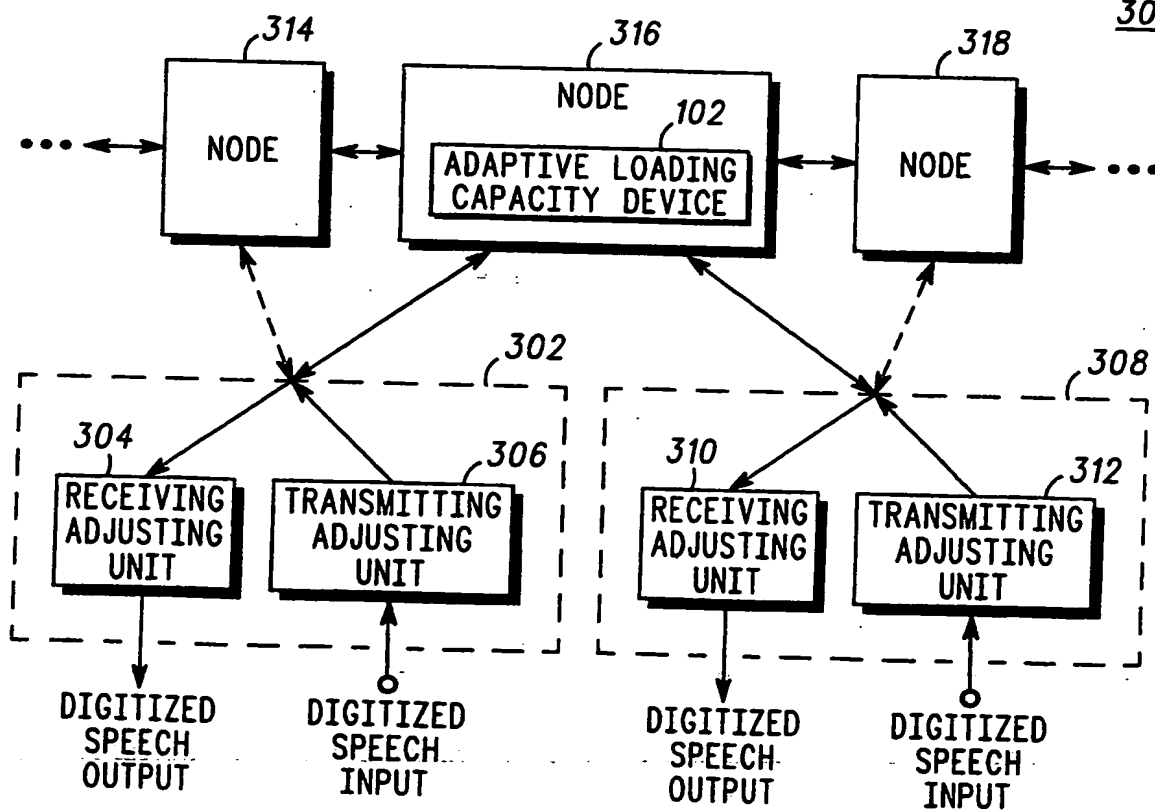 30
314
316
318
NODE
102
NODE
ADAPTIVE LOADING
CAPACITY DEVICE
NODE
302
308
304
306
310
312
RECEIVING
ADJUSTING
UNIT
TRANSMITTING
ADJUSTING
UNIT
RECEIVING
ADJUSTING
UNIT
TRANSMITTING
ADJUSTING
UNIT
DIGITIZED
SPEECH
OUTPUT
DIGITIZED
SPEECH
INPUT
DIGITIZED
SPEECH
OUTPUT
DIGITIZED
SPEECH
INPUT